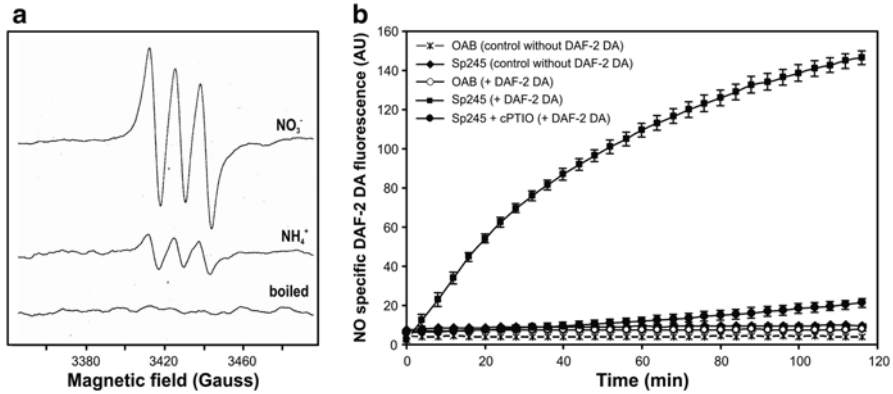 a
NO₃⁻
NH₄⁺
boiled
3380
3420
3460
Magnetic field (Gauss)
b
NO specific DAF-2 DA fluorescence (AU)
160
140
120
100
80
60
40
20
0
OAB (control without DAF-2 DA)
Sp245 (control without DAF-2 DA)
OAB (+ DAF-2 DA)
Sp245 (+ DAF-2 DA)
Sp245 + cPTIO (+ DAF-2 DA)
0
20
40
60
80
100
120
Time (min)